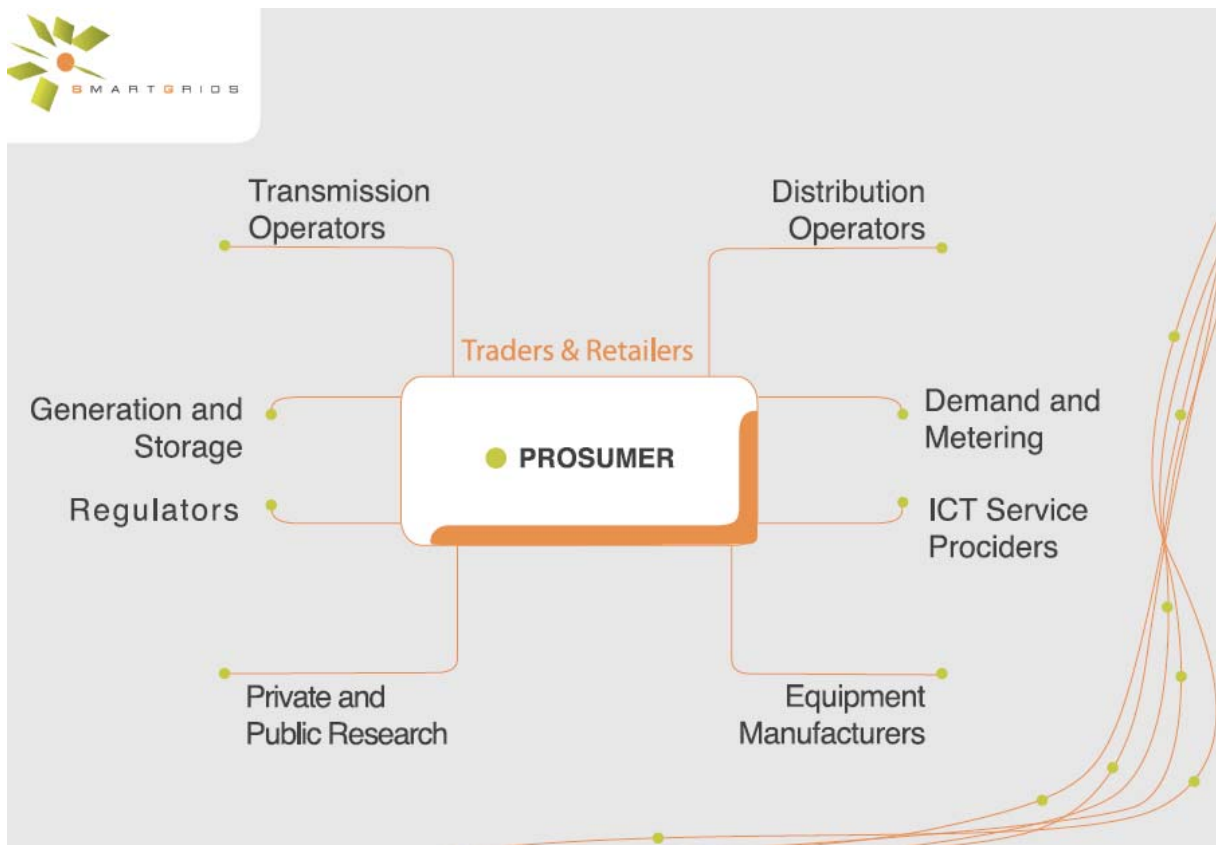 SMARTGRIDS
Transmission
Operators
Distribution
Operators
Traders & Retailers
Generation and
Storage
Demand and
Metering
PROSUMER
Regulators
ICT Service
Prociders
Private and
Public Research
Equipment
Manufacturers